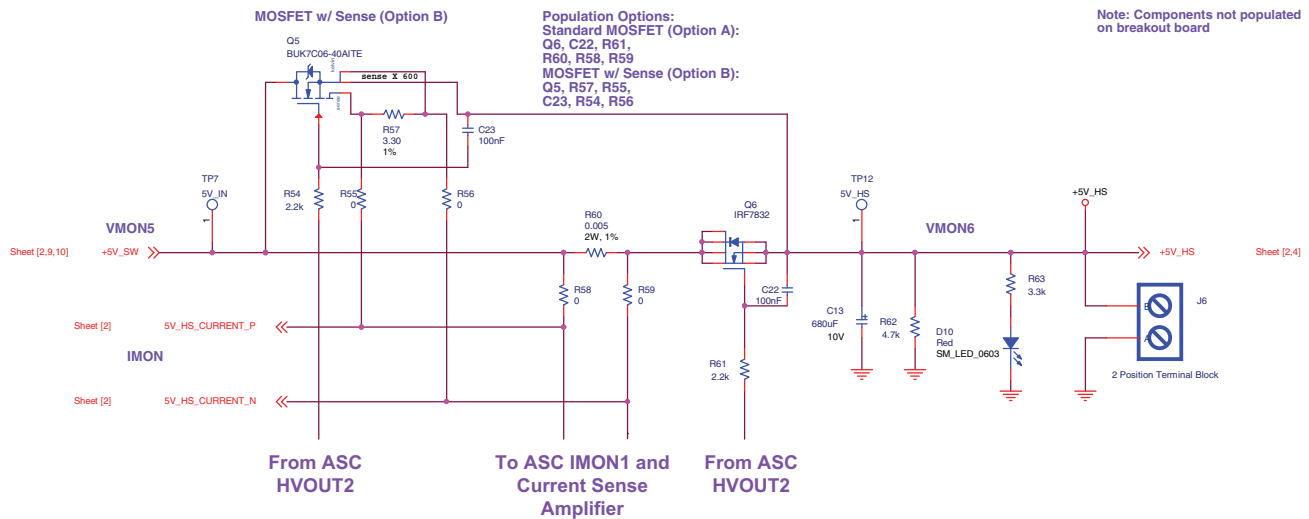 MOSFET w/ Sense (Option B)
Q5
BUK7C06-40AITE
kelvin
sense X 600
sense
Population Options:
Standard MOSFET (Option A):
Q6, C22, R61,
R60, R58, R59
MOSFET w/ Sense (Option B):
Q5, R57, R55,
C23, R54, R56
Note: Components not populated
on breakout board
R57
3.30
1%
C23
100nF
TP7
5V_IN
1
R54
2.2k
R55
0
R56
0
VMON5
Sheet [2,9,10]
+5V_SW
R60
0.005
2W, 1%
Q6
IRF7832
TP12
5V_HS
1
VMON6
+5V_HS
+5V_HS
Sheet [2,4]
R58
0
R59
0
C22
100nF
R63
3.3k
J6
B
A
2 Position Terminal Block
C13
680uF
10V
R62
4.7k
D10
Red
SM_LED_0603
Sheet [2]
5V_HS_CURRENT_P
IMON
R61
2.2k
Sheet [2]
5V_HS_CURRENT_N
From ASC
HVOUT2
To ASC IMON1 and
Current Sense
Amplifier
From ASC
HVOUT2